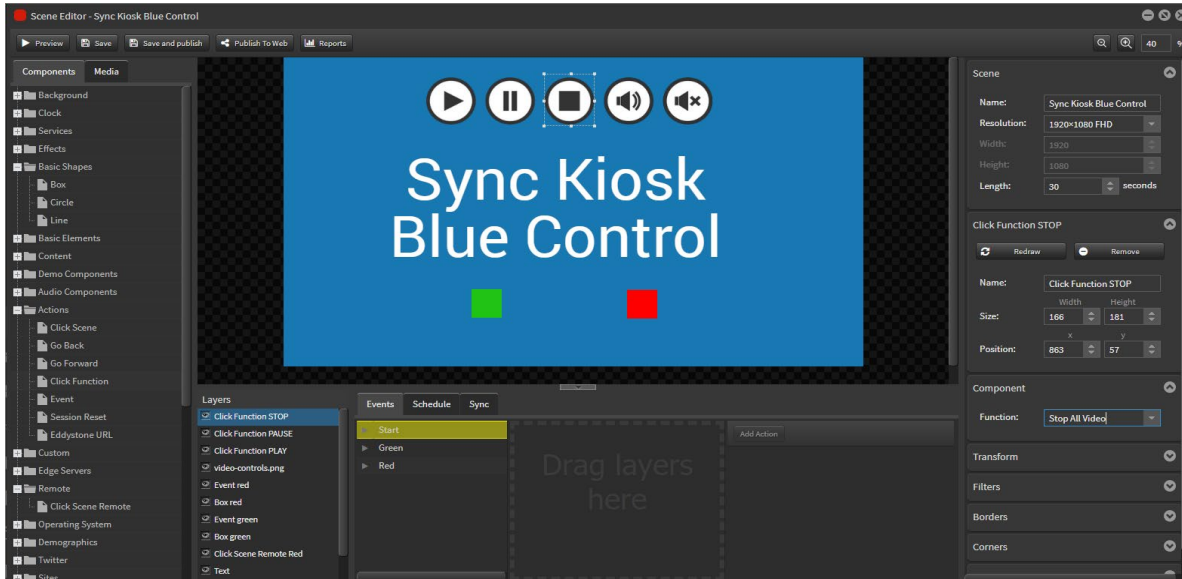 Scene Editor - Sync Kiosk Blue Control
Preview
Save
Save and publish
Publish To Web
Reports
40
%
Components
Media
Background
Clock
Services
Effects
Basic Shapes
Box
Circle
Line
Basic Elements
Content
Demo Components
Audio Components
Actions
Click Scene
Go Back
Go Forward
Click Function
Event
Session Reset
Eddystone URL
Custom
Edge Servers
Remote
Click Scene Remote
Operating System
Demographics
Twitter
Sites
Sync Kiosk
Blue Control
Layers
Click Function STOP
Click Function PAUSE
Click Function PLAY
video-controls.png
Event red
Box red
Event green
Box green
Click Scene Remote Red
Text
Events
Schedule
Sync
Start
Green
Red
Drag layers
here
Add Action
Scene
Name: Sync Kiosk Blue Control
Resolution: 1920×1080 FHD
Width: 1920
Height: 1080
Length: 30 seconds
Click Function STOP
Redraw
Remove
Name: Click Function STOP
Width Height
Size: 166 181
x y
Position: 863 57
Component
Function: Stop All Video
Transform
Filters
Borders
Corners